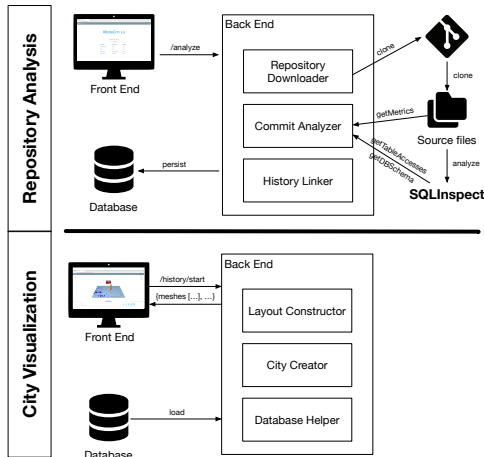 Repository Analysis
Back End
/analyze
Front End
Repository
Downloader
clone
clone
Commit Analyzer
getMetrics
Source files
getTableAccesses
getDBSchema
analyze
SQLInspect
persist
History Linker
Database
City Visualization
Back End
/history/start
{meshes [...], ...}
Front End
Layout Constructor
City Creator
load
Database Helper
Database